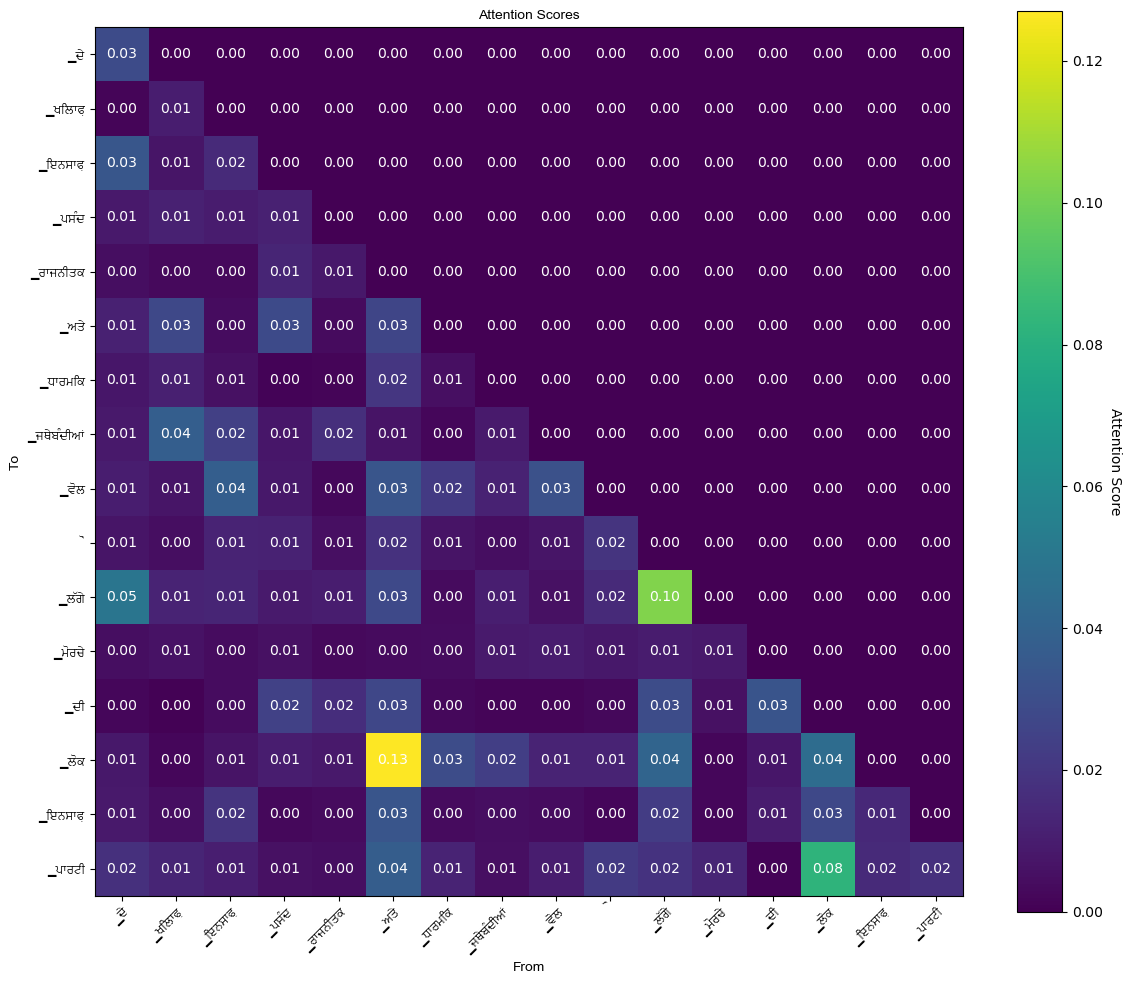 Attention Scores
▁ਦੇ 0.03 0.00 0.00 0.00 0.00 0.00 0.00 0.00 0.00 0.00 0.00 0.00 0.00 0.00 0.00 0.00
▁ਖਿਲਾਫ਼ 0.00 0.01 0.00 0.00 0.00 0.00 0.00 0.00 0.00 0.00 0.00 0.00 0.00 0.00 0.00 0.00
▁ਇਨਸਾਫ਼ 0.03 0.01 0.02 0.00 0.00 0.00 0.00 0.00 0.00 0.00 0.00 0.00 0.00 0.00 0.00 0.00
▁ਪਸੰਦ 0.01 0.01 0.01 0.01 0.00 0.00 0.00 0.00 0.00 0.00 0.00 0.00 0.00 0.00 0.00 0.00
▁ਰਾਜਨੀਤਕ 0.00 0.00 0.00 0.01 0.01 0.00 0.00 0.00 0.00 0.00 0.00 0.00 0.00 0.00 0.00 0.00
▁ਅਤੇ 0.01 0.03 0.00 0.03 0.00 0.03 0.00 0.00 0.00 0.00 0.00 0.00 0.00 0.00 0.00 0.00
▁ਧਾਰਮਿਕ 0.01 0.01 0.01 0.00 0.00 0.02 0.01 0.00 0.00 0.00 0.00 0.00 0.00 0.00 0.00 0.00
▁ਜਥੇਬੰਦੀਆਂ 0.01 0.04 0.02 0.01 0.02 0.01 0.00 0.01 0.00 0.00 0.00 0.00 0.00 0.00 0.00 0.00
▁ਵੋਲ 0.01 0.01 0.04 0.01 0.00 0.03 0.02 0.01 0.03 0.00 0.00 0.00 0.00 0.00 0.00 0.00
0.01 0.00 0.01 0.01 0.01 0.02 0.01 0.00 0.01 0.02 0.00 0.00 0.00 0.00 0.00 0.00
▁ਲੱਗੇ 0.05 0.01 0.01 0.01 0.01 0.03 0.00 0.01 0.01 0.02 0.10 0.00 0.00 0.00 0.00 0.00
▁ਮੋਰਚੇ 0.00 0.01 0.00 0.01 0.00 0.00 0.00 0.01 0.01 0.01 0.01 0.01 0.00 0.00 0.00 0.00
▁ਦੀ 0.00 0.00 0.00 0.02 0.02 0.03 0.00 0.00 0.00 0.00 0.03 0.01 0.03 0.00 0.00 0.00
▁ਲੋਕ 0.01 0.00 0.01 0.01 0.01 0.13 0.03 0.02 0.01 0.01 0.04 0.00 0.01 0.04 0.00 0.00
▁ਇਨਸਾਫ 0.01 0.00 0.02 0.00 0.00 0.03 0.00 0.00 0.00 0.00 0.02 0.00 0.01 0.03 0.01 0.00
▁ਪਾਰਟੀ 0.02 0.01 0.01 0.01 0.00 0.04 0.01 0.01 0.01 0.02 0.02 0.01 0.00 0.08 0.02 0.02
▁ਦੇ ▁ਖਿਲਾਫ਼ ▁ਇਨਸਾਫ਼ ▁ਪਸੰਦ ▁ਰਾਜਨੀਤਕ ▁ਅਤੇ ▁ਧਾਰਮਿਕ ▁ਜਥੇਬੰਦੀਆਂ ▁ਵੋਲ ▁ਲੱਗੇ ▁ਮੋਰਚੇ ▁ਦੀ ▁ਲੋਕ ▁ਇਨਸਾਫ ▁ਪਾਰਟੀ
From
To
0.12
0.10
0.08
0.06
0.04
0.02
0.00
Attention Score